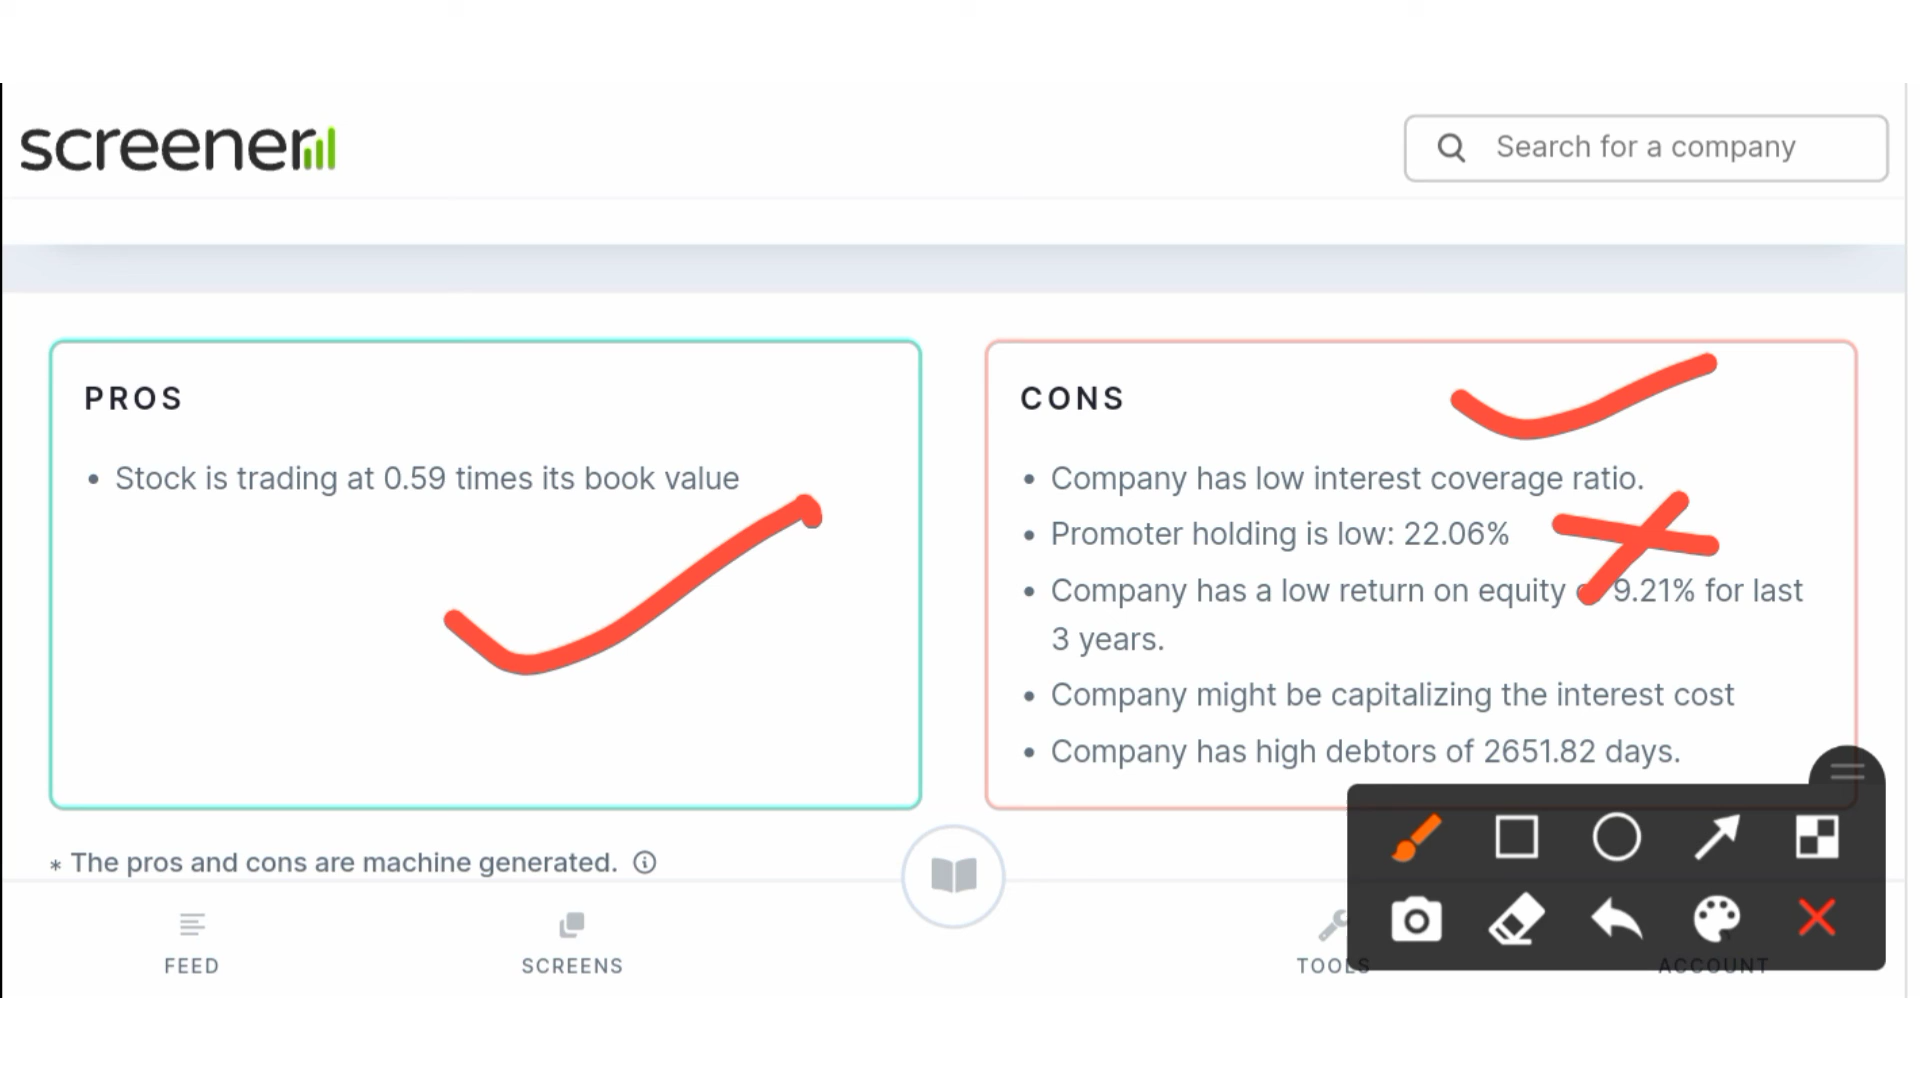 screener
Search for a company
PROS
• Stock is trading at 0.59 times its book value
CONS
• Company has low interest coverage ratio.
• Promoter holding is low: 22.06%
• Company has a low return on equity 9.21% for last
3 years.
• Company might be capitalizing the interest cost
• Company has high debtors of 2651.82 days.
* The pros and cons are machine generated.
FEED
SCREENS
TOOLS
ACCOUNT